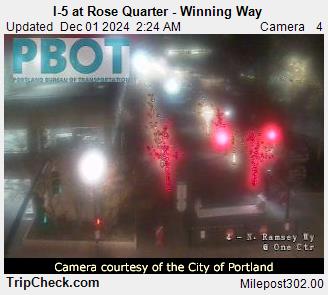 I-5 at Rose Quarter - Winning Way
Updated Dec 01 2024 2:24 AM Camera 4
PBOT
PORTLAND BUREAU OF TRANSPORTATION
- N. Ramsey Wy
@ One Ctr
Camera courtesy of the City of Portland
TripCheck.com Milepost302.00